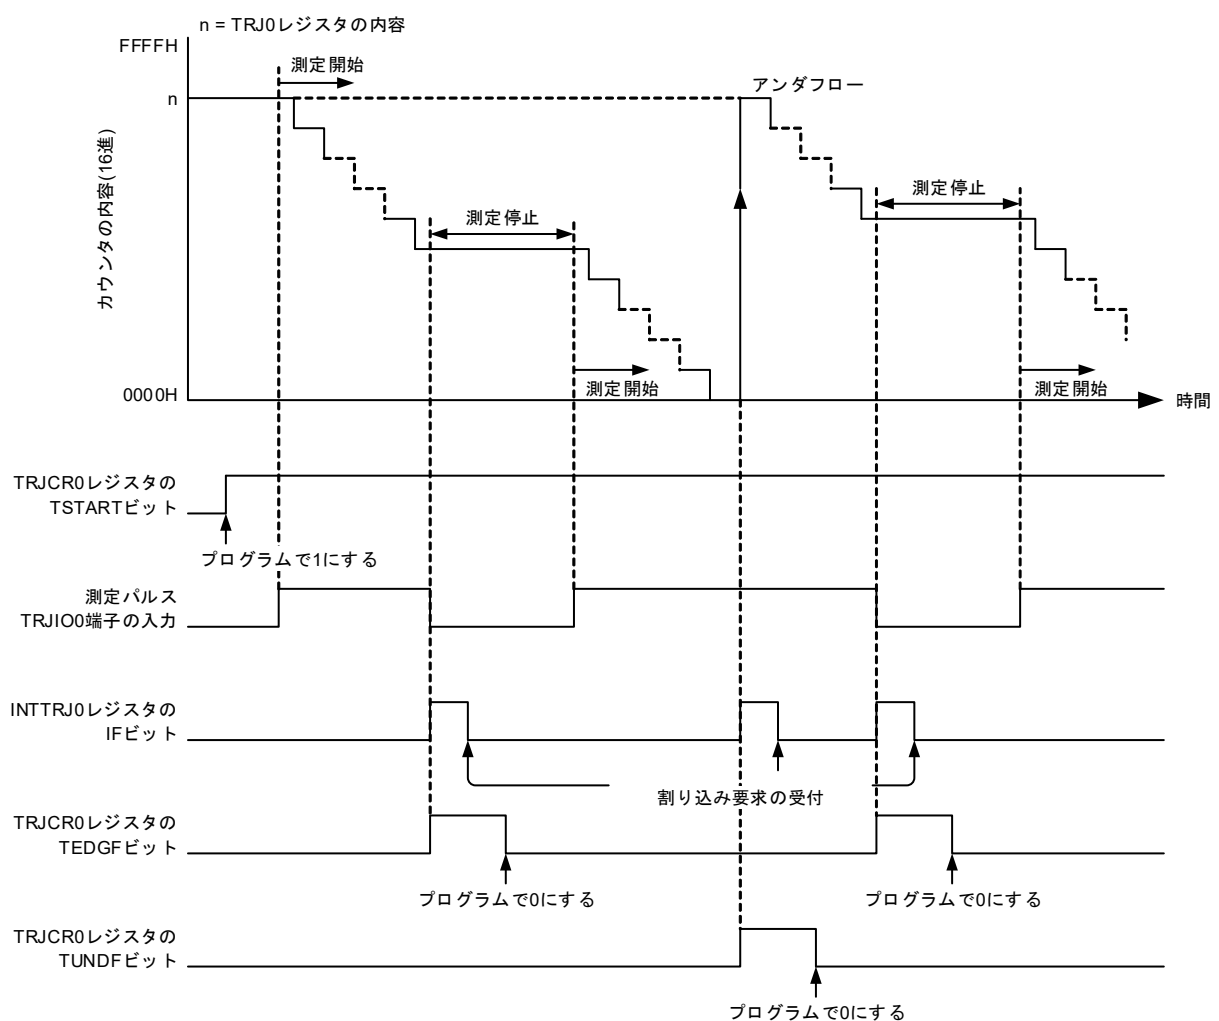 n = TRJ0レジスタの内容
FFFFH
測定開始
アンダフロー
n
カウンタの内容(16進)
測定停止
測定停止
測定開始
測定開始
0000H
時間
TRJCR0レジスタの
TSTARTビット
プログラムで1にする
測定パルス
TRJIO0端子の入力
INTTRJ0レジスタの
IFビット
割り込み要求の受付
TRJCR0レジスタの
TEDGFビット
プログラムで0にする
プログラムで0にする
TRJCR0レジスタの
TUNDFビット
プログラムで0にする